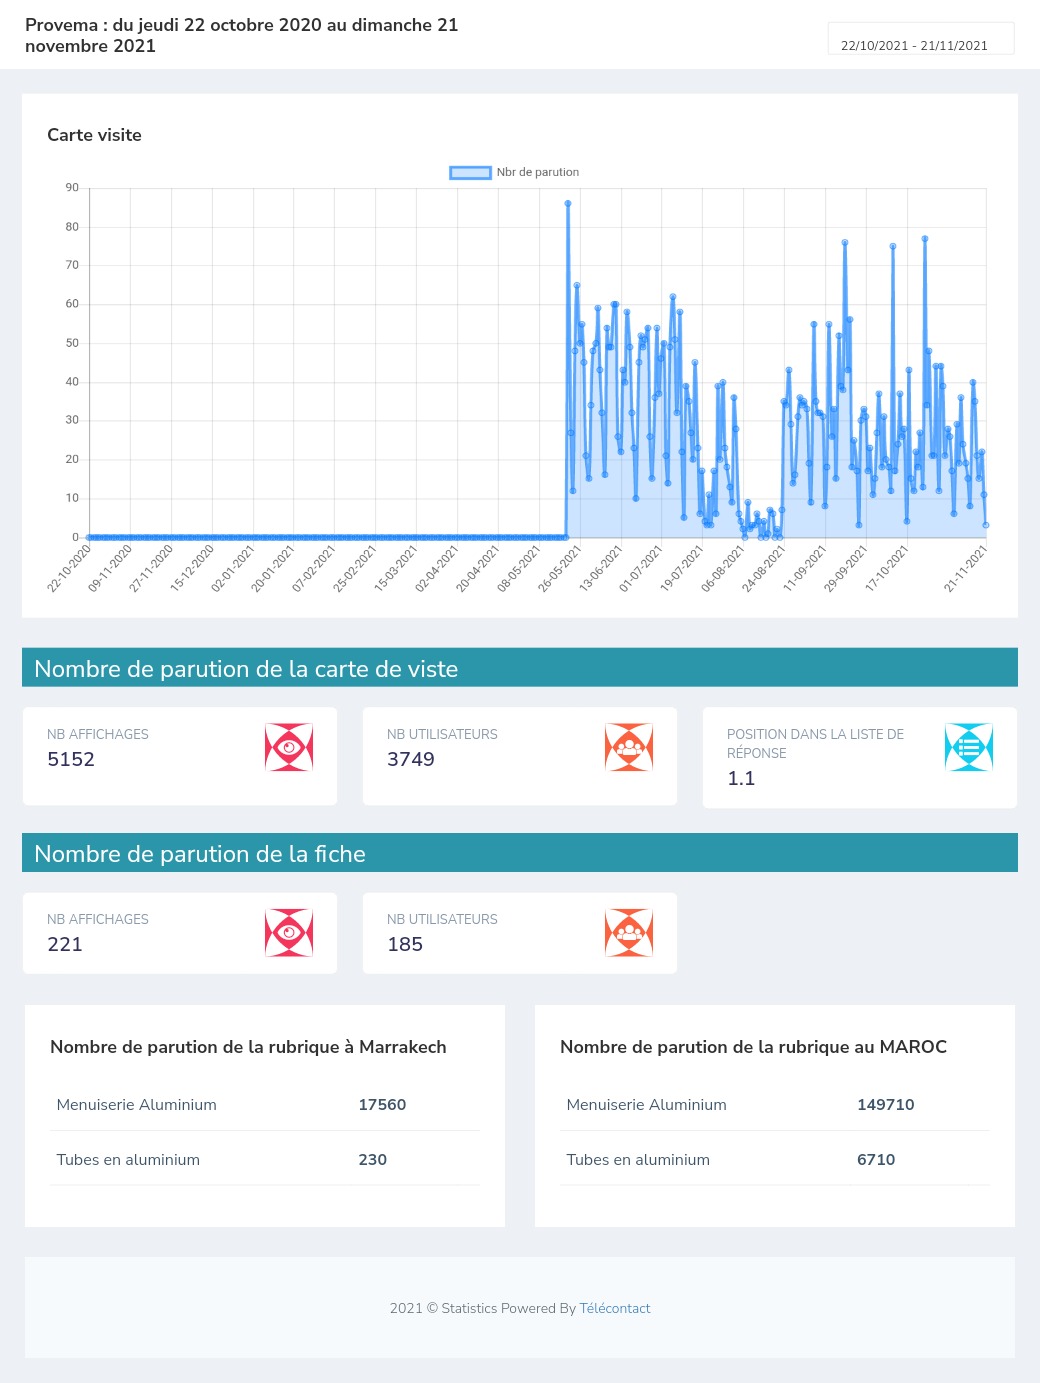 Provema : du jeudi 22 octobre 2020 au dimanche 21
novembre 2021
22/10/2021 - 21/11/2021
Carte visite
Nbr de parution
90
80
70
60
50
40
30
20
10
0
22-10-2020
09-11-2020
27-11-2020
15-12-2020
02-01-2021
20-01-2021
07-02-2021
25-02-2021
15-03-2021
02-04-2021
20-04-2021
08-05-2021
26-05-2021
13-06-2021
01-07-2021
19-07-2021
06-08-2021
24-08-2021
11-09-2021
29-09-2021
17-10-2021
21-11-2021
Nombre de parution de la carte de viste
NB AFFICHAGES
5152
NB UTILISATEURS
3749
POSITION DANS LA LISTE DE
RÉPONSE
1.1
Nombre de parution de la fiche
NB AFFICHAGES
221
NB UTILISATEURS
185
Nombre de parution de la rubrique à Marrakech
Menuiserie Aluminium 17560
Tubes en aluminium 230
Nombre de parution de la rubrique au MAROC
Menuiserie Aluminium 149710
Tubes en aluminium 6710
2021 © Statistics Powered By Télécontact